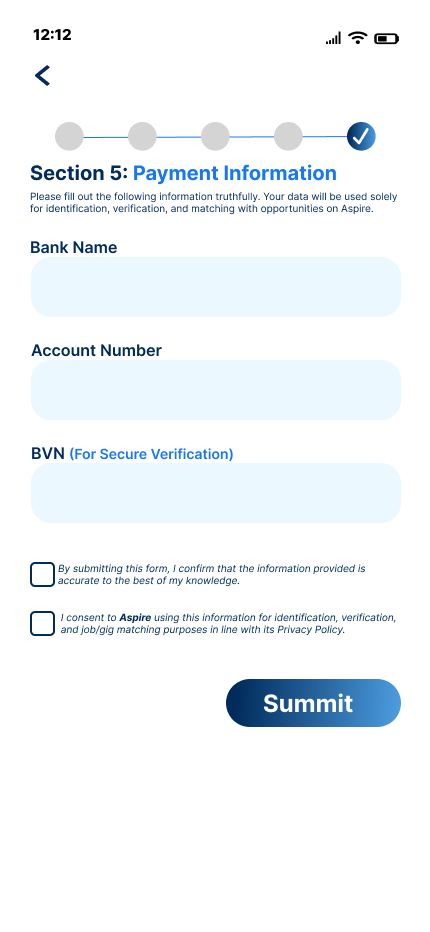 12:12
Section 5: Payment Information
Please fill out the following information truthfully. Your data will be used solely
for identification, verification, and matching with opportunities on Aspire.
Bank Name
Account Number
BVN (For Secure Verification)
By submitting this form, I confirm that the information provided is
accurate to the best of my knowledge.
I consent to Aspire using this information for identification, verification,
and job/gig matching purposes in line with its Privacy Policy.
Summit